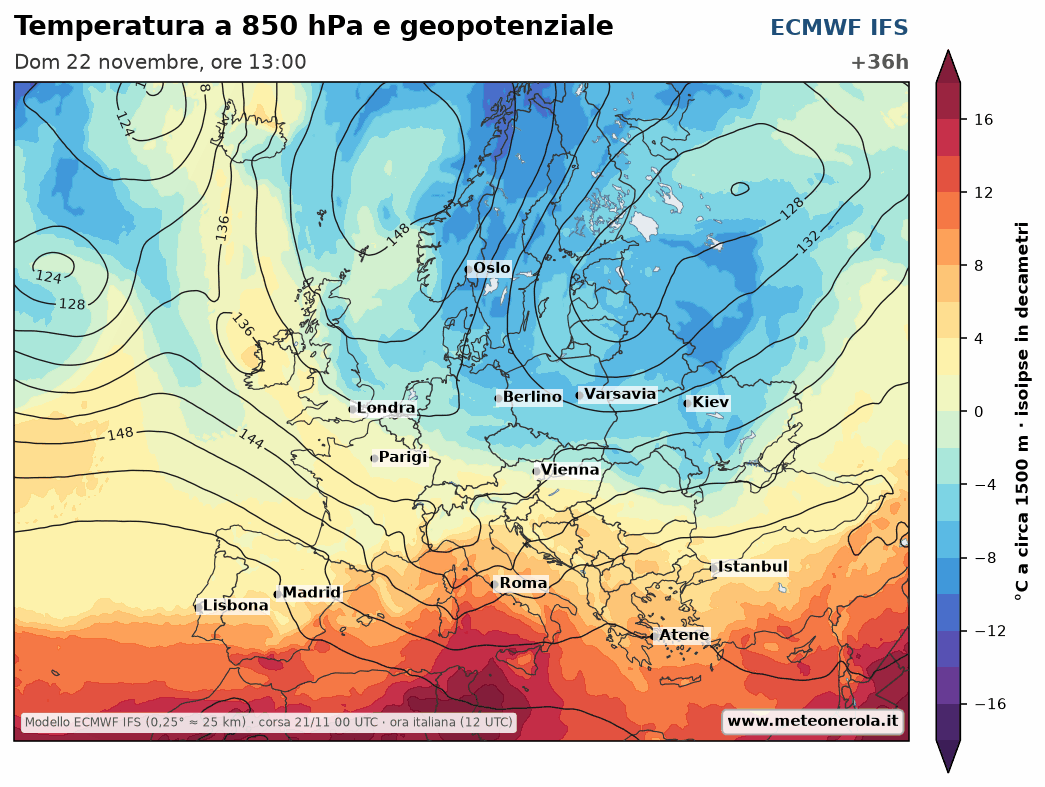 Temperatura a 850 hPa e geopotenziale
ECMWF IFS
Dom 22 novembre, ore 13:00
+36h
124
8
136
148
128
132
124
128
136
148
144
Oslo
Londra
Berlino
Varsavia
Kiev
Parigi
Vienna
Madrid
Lisbona
Roma
Istanbul
Atene
Modello ECMWF IFS (0,25° ≈ 25 km) · corsa 21/11 00 UTC · ora italiana (12 UTC)
www.meteonerola.it
16
12
8
4
0
−4
−8
−12
−16
°C a circa 1500 m · isoipse in decametri